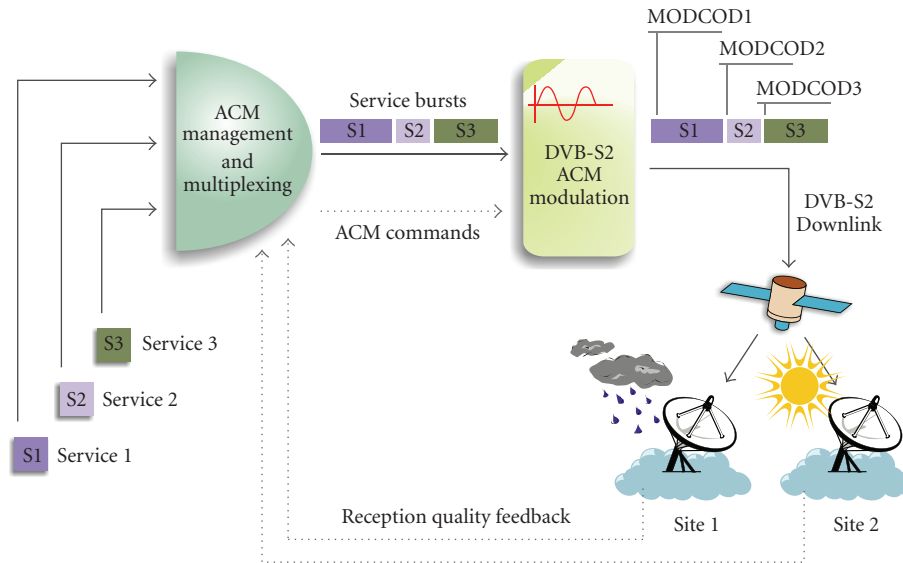 MODCOD1
MODCOD2
MODCOD3
ACM
management
and
multiplexing
Service bursts
S1 S2 S3
DVB-S2
ACM
modulation
S1 S2 S3
ACM commands
DVB-S2
Downlink
S3 Service 3
S2 Service 2
S1 Service 1
Reception quality feedback
Site 1
Site 2